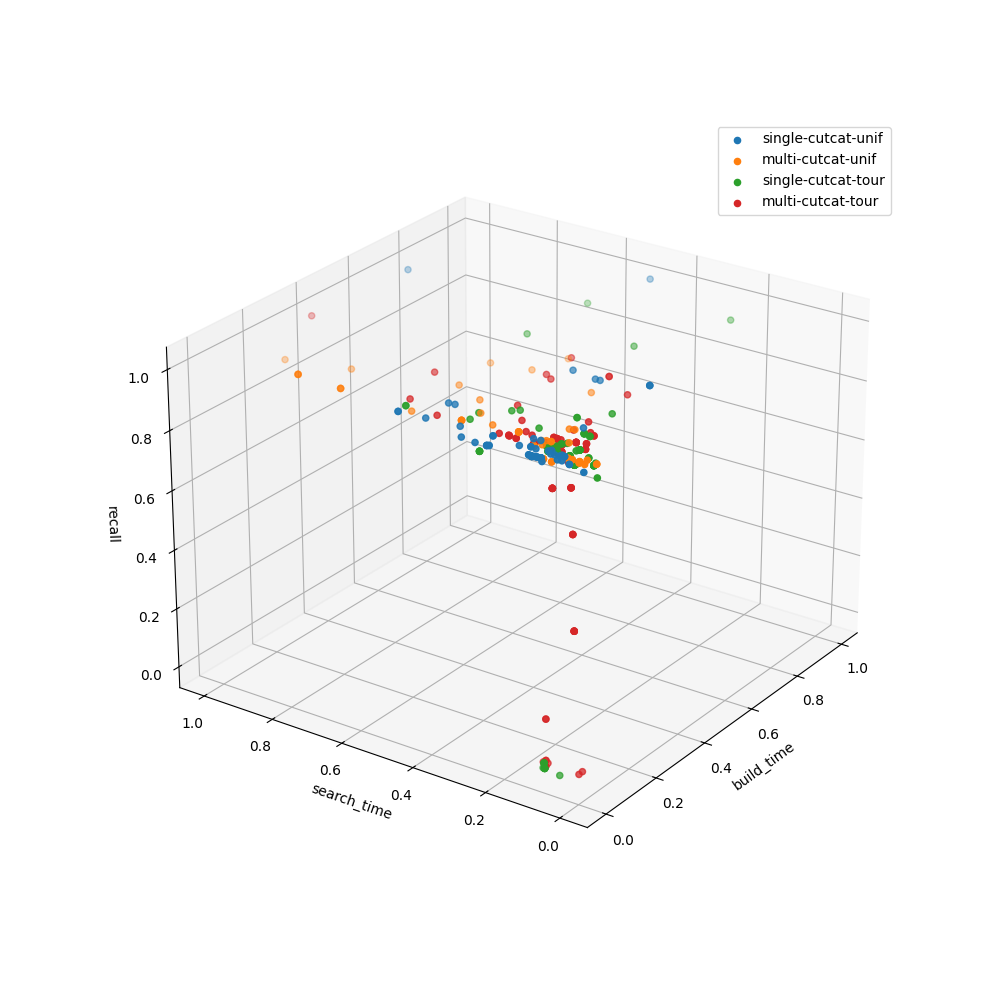 single-cutcat-unif
multi-cutcat-unif
single-cutcat-tour
multi-cutcat-tour
1.0
0.8
0.6
0.4
0.2
0.0
recall
1.0
0.8
0.6
0.4
0.2
0.0
search_time
0.0
0.2
0.4
0.6
0.8
1.0
build_time